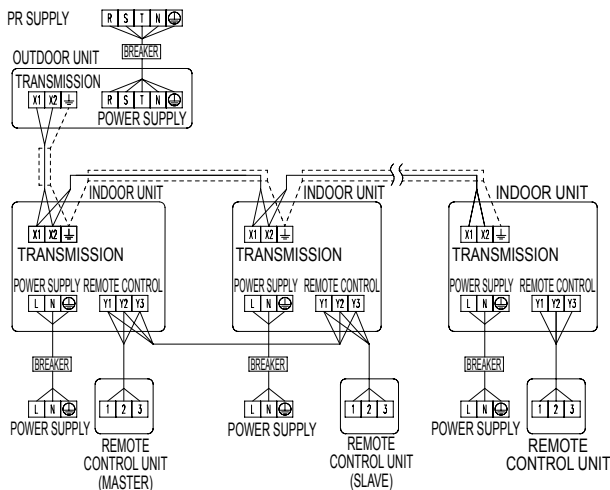 PR SUPPLY R S T N ⏚
BREAKER
OUTDOOR UNIT
TRANSMISSION
X1 X2 ⏚ R S T N ⏚
POWER SUPPLY
INDOOR UNIT INDOOR UNIT INDOOR UNIT
X1 X2 ⏚ X1 X2 ⏚ X1 X2 ⏚
TRANSMISSION TRANSMISSION TRANSMISSION
POWER SUPPLY REMOTE CONTROL POWER SUPPLY REMOTE CONTROL POWER SUPPLY REMOTE CONTROL
L N ⏚ Y1 Y2 Y3 L N ⏚ Y1 Y2 Y3 L N ⏚ Y1 Y2 Y3
BREAKER BREAKER BREAKER
L N ⏚ 1 2 3 L N ⏚ 1 2 3 L N ⏚ 1 2 3
POWER SUPPLY POWER SUPPLY POWER SUPPLY
REMOTE CONTROL UNIT (MASTER)
REMOTE CONTROL UNIT (SLAVE)
REMOTE CONTROL UNIT